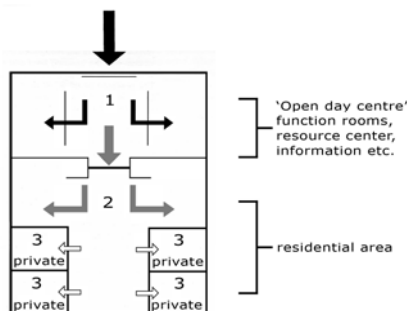 1
‘Open day centre’
function rooms,
resource center,
information etc.
2
3
private
3
private
residential area
3
private
3
private